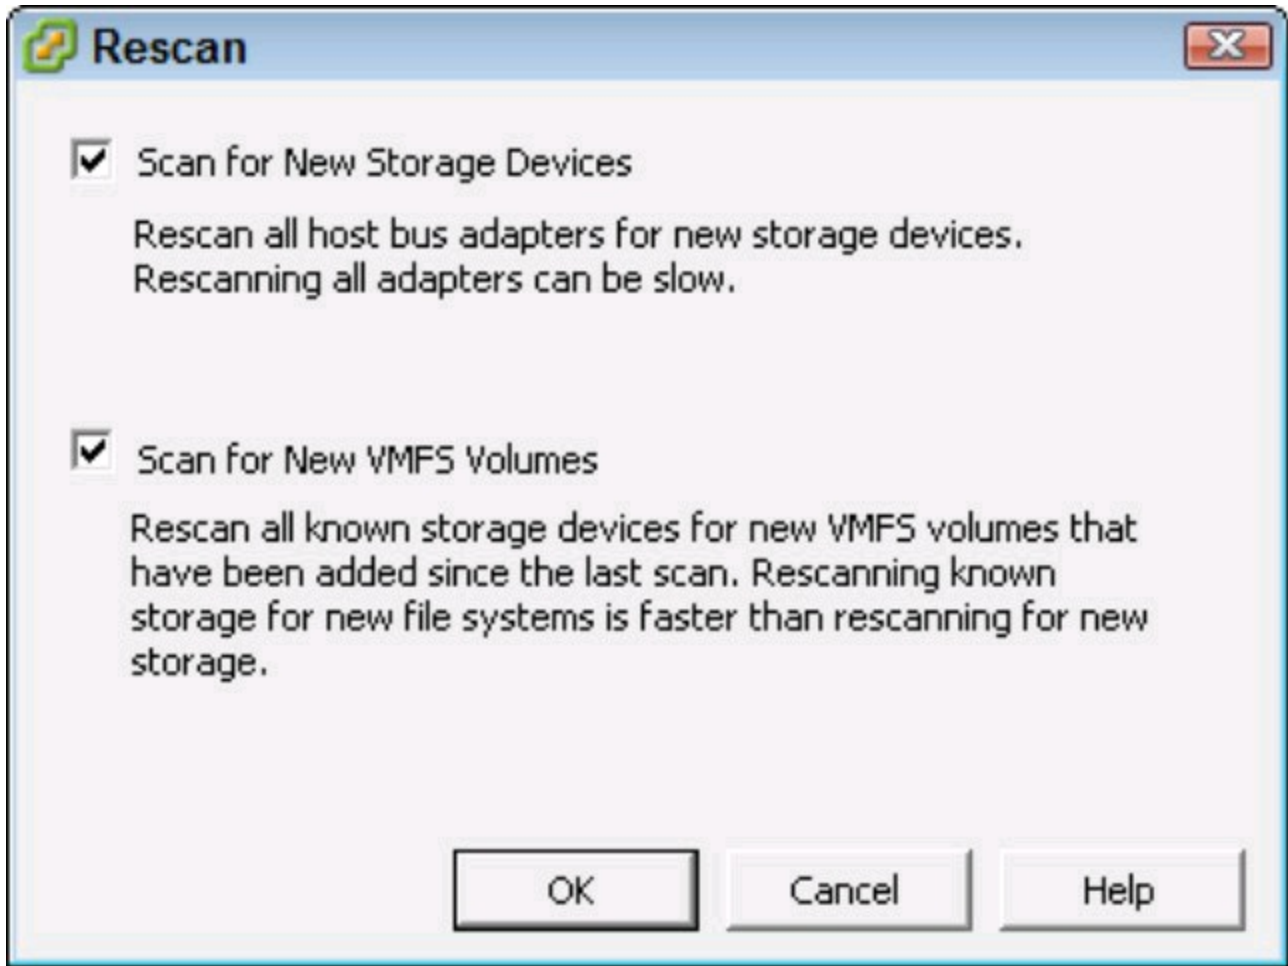 Rescan
Scan for New Storage Devices
Rescan all host bus adapters for new storage devices.
Rescanning all adapters can be slow.
Scan for New VMFS Volumes
Rescan all known storage devices for new VMFS volumes that
have been added since the last scan. Rescanning known
storage for new file systems is faster than rescanning for new
storage.
OK
Cancel
Help